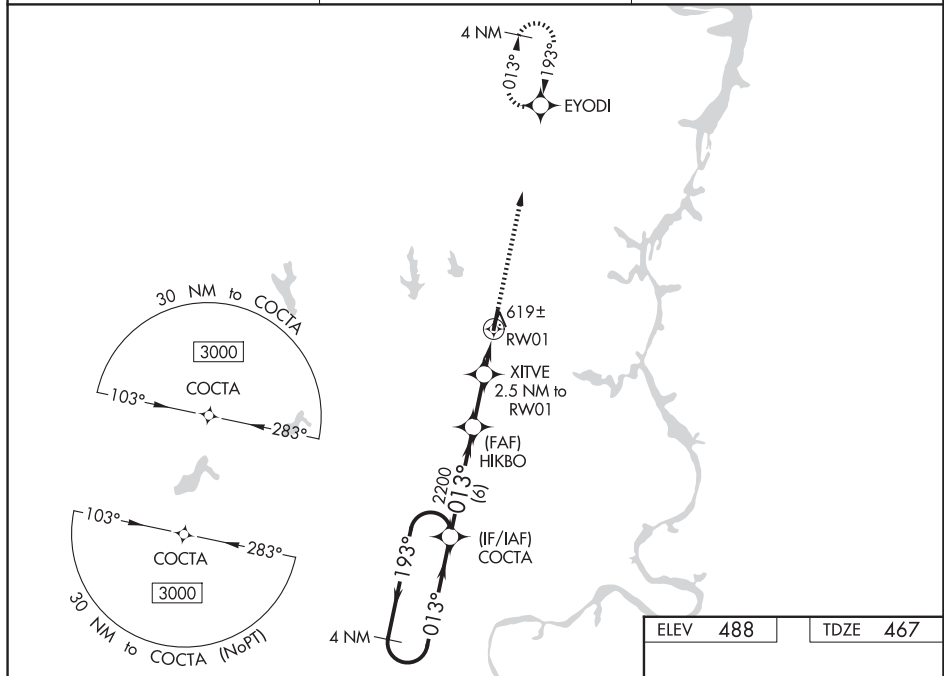 4 NM
013°
193°
EYODI
30 NM to COCTA
3000
COCTA
103°
283°
619±
RW01
XITVE
2.5 NM to
RW01
(FAF)
HIKBO
2200
013°
(6)
(IF/IAF)
COCTA
193°
013°
4 NM
103°
283°
COCTA
3000
30 NM to COCTA (NoPT)
ELEV 488
TDZE 467